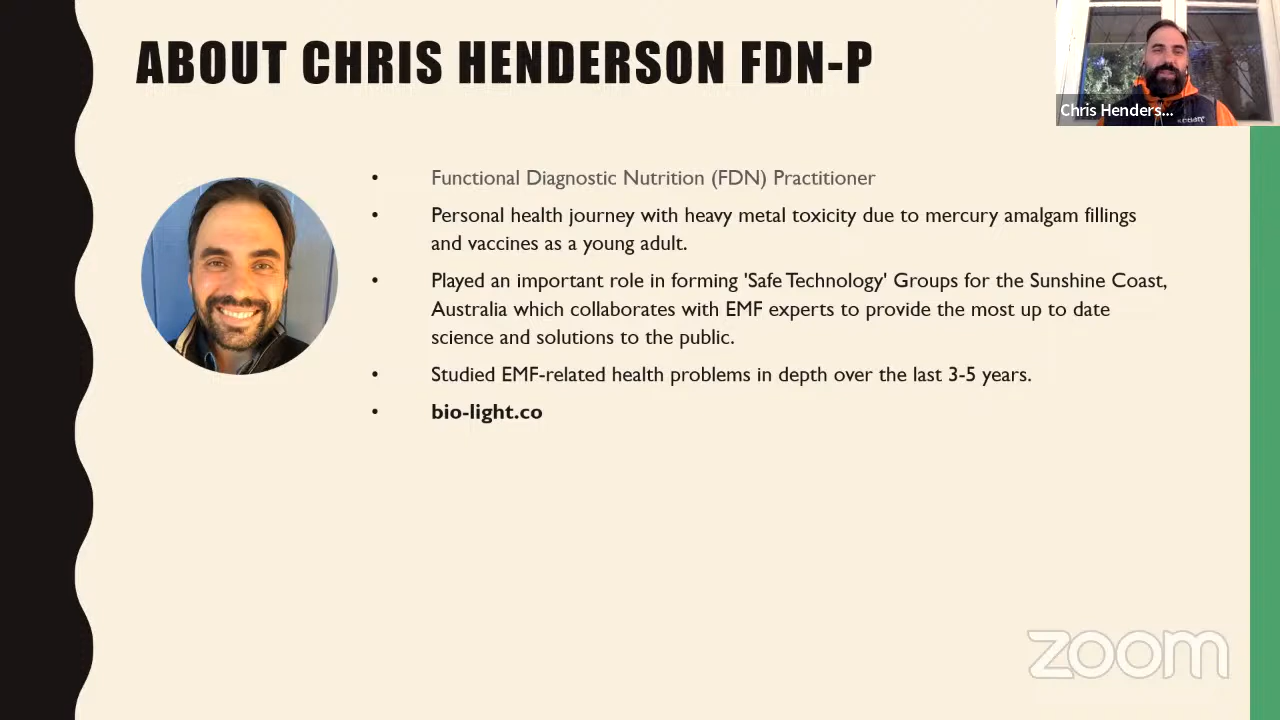 ABOUT CHRIS HENDERSON FDN-P
Chris Henders...
• Functional Diagnostic Nutrition (FDN) Practitioner
• Personal health journey with heavy metal toxicity due to mercury amalgam fillings
and vaccines as a young adult.
• Played an important role in forming 'Safe Technology' Groups for the Sunshine Coast,
Australia which collaborates with EMF experts to provide the most up to date
science and solutions to the public.
• Studied EMF-related health problems in depth over the last 3-5 years.
• bio-light.co
zoom